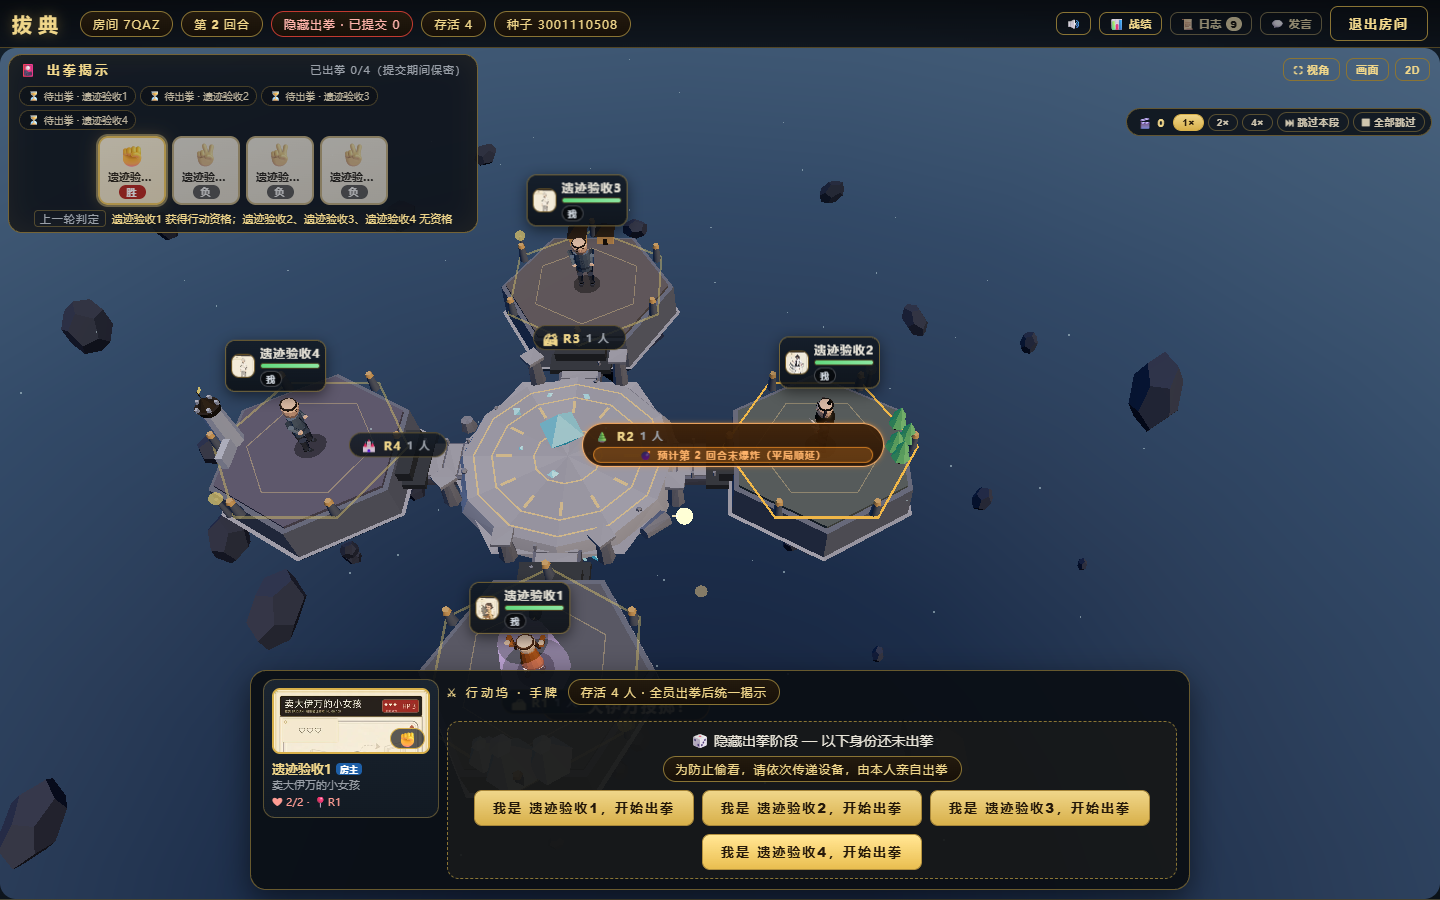 拔典
房间 7QAZ
第 2 回合
隐藏出拳 · 已提交 0
存活 4
种子 3001110508
战绩
日志 9
发言
退出房间
出拳揭示
已出拳 0/4（提交期间保密）
待出拳 · 遗迹验收1
待出拳 · 遗迹验收2
待出拳 · 遗迹验收3
待出拳 · 遗迹验收4
遗迹验...
胜
遗迹验...
负
遗迹验...
负
遗迹验...
负
上一轮判定
遗迹验收1 获得行动资格；遗迹验收2、遗迹验收3、遗迹验收4 无资格
视角
画面
2D
0
1×
2×
4×
跳过本段
全部跳过
遗迹验收3
我
R3 1 人
遗迹验收4
我
R4 1 人
遗迹验收2
我
R2 1 人
预计第 2 回合末爆炸（平局顺延）
遗迹验收1
我
卖大伊万的小女孩
遗迹验收1 房主
卖大伊万的小女孩
2/2 · R1
行动坞 · 手牌
存活 4 人 · 全员出拳后统一揭示
隐藏出拳阶段 — 以下身份还未出拳
为防止偷看，请依次传递设备，由本人亲自出拳
我是 遗迹验收1，开始出拳
我是 遗迹验收2，开始出拳
我是 遗迹验收3，开始出拳
我是 遗迹验收4，开始出拳